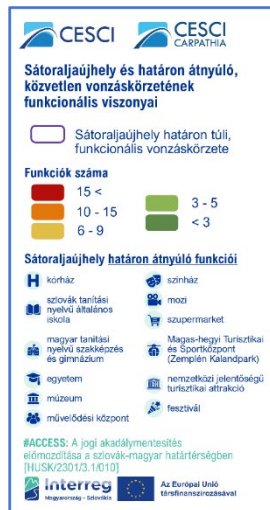 CESCI
CESCI
CARPATHIA
Sátoraljaújhely és határon átnyúló,
közvetlen vonzáskörzetének
funkcionális viszonyai
Sátoraljaújhely határon túli,
funkcionális vonzáskörzete
Funkciók száma
15 <
10 - 15
6 - 9
3 - 5
< 3
Sátoraljaújhely határon átnyúló funkciói
kórház
szlovák tanítási
nyelvű általános
iskola
magyar tanítási
nyelvű szakképzés
és gimnázium
egyetem
múzeum
művelődési központ
színház
mozi
szupermarket
Magas-hegyi Turisztikai
és Sportközpont
(Zemplén Kalandpark)
nemzetközi jelentőségű
turisztikai attrakció
fesztivál
#ACCESS: A jogi akadálymentesítés
előmozdítása a szlovák-magyar határtérségben
[HUSK/2301/3.1/010]
Interreg
Magyarország - Szlovákia
Az Európai Unió
társfinanszírozásával